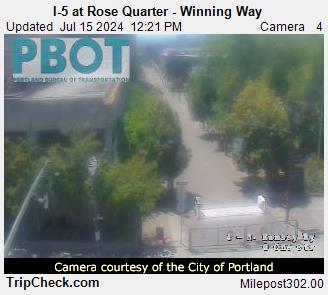 I-5 at Rose Quarter - Winning Way
Updated Jul 15 2024 12:21 PM Camera 4
PBOT
PORTLAND BUREAU OF TRANSPORTATION
Camera courtesy of the City of Portland
TripCheck.com Milepost302.00